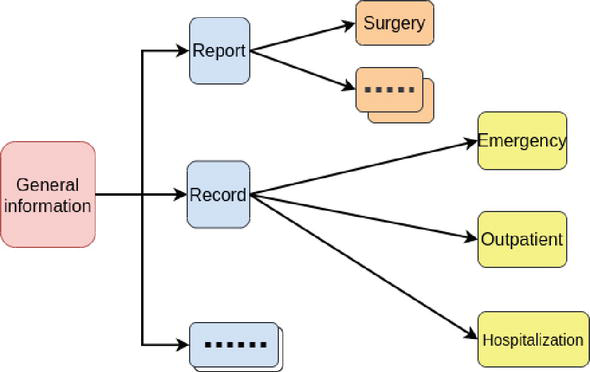 Surgery
Report
.....
Emergency
General
information
Record
Outpatient
......
Hospitalization